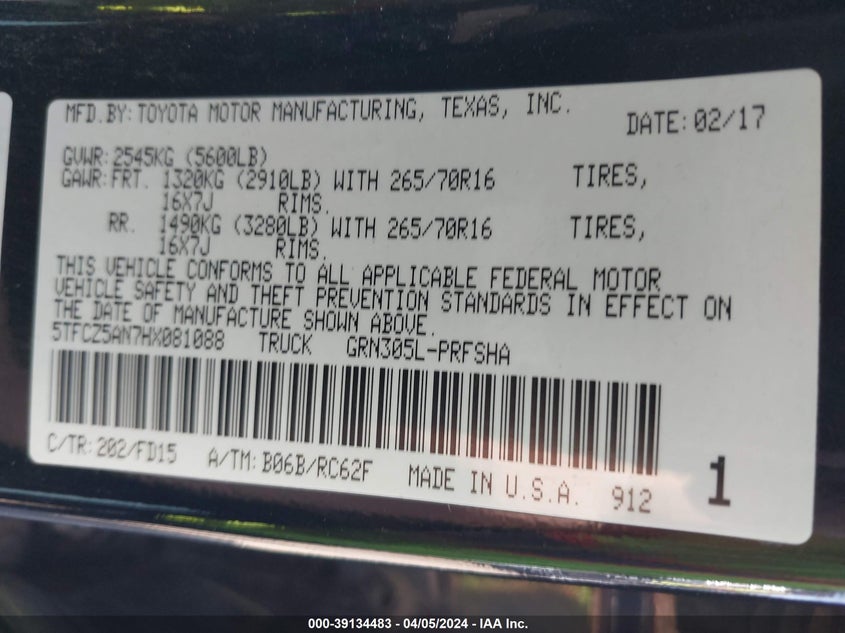 MFD.BY: TOYOTA MOTOR MANUFACTURING, TEXAS, INC. DATE: 02/17
GVWR: 2545KG (5600LB)
GAWR: FRT. 1320KG (2910LB) WITH 265/70R16 TIRES,
16X7J RIMS.
RR. 1490KG (3280LB) WITH 265/70R16 TIRES,
16X7J RIMS.
THIS VEHICLE CONFORMS TO ALL APPLICABLE FEDERAL MOTOR
VEHICLE SAFETY AND THEFT PREVENTION STANDARDS IN EFFECT ON
THE DATE OF MANUFACTURE SHOWN ABOVE.
5TFCZ5AN7HX081088 TRUCK GRN305L-PRFSHA
C/TR: 202/FD15 A/TM: B06B/RC62F MADE IN U.S.A. 912 1
000-39134483 - 04/05/2024 - IAA Inc.